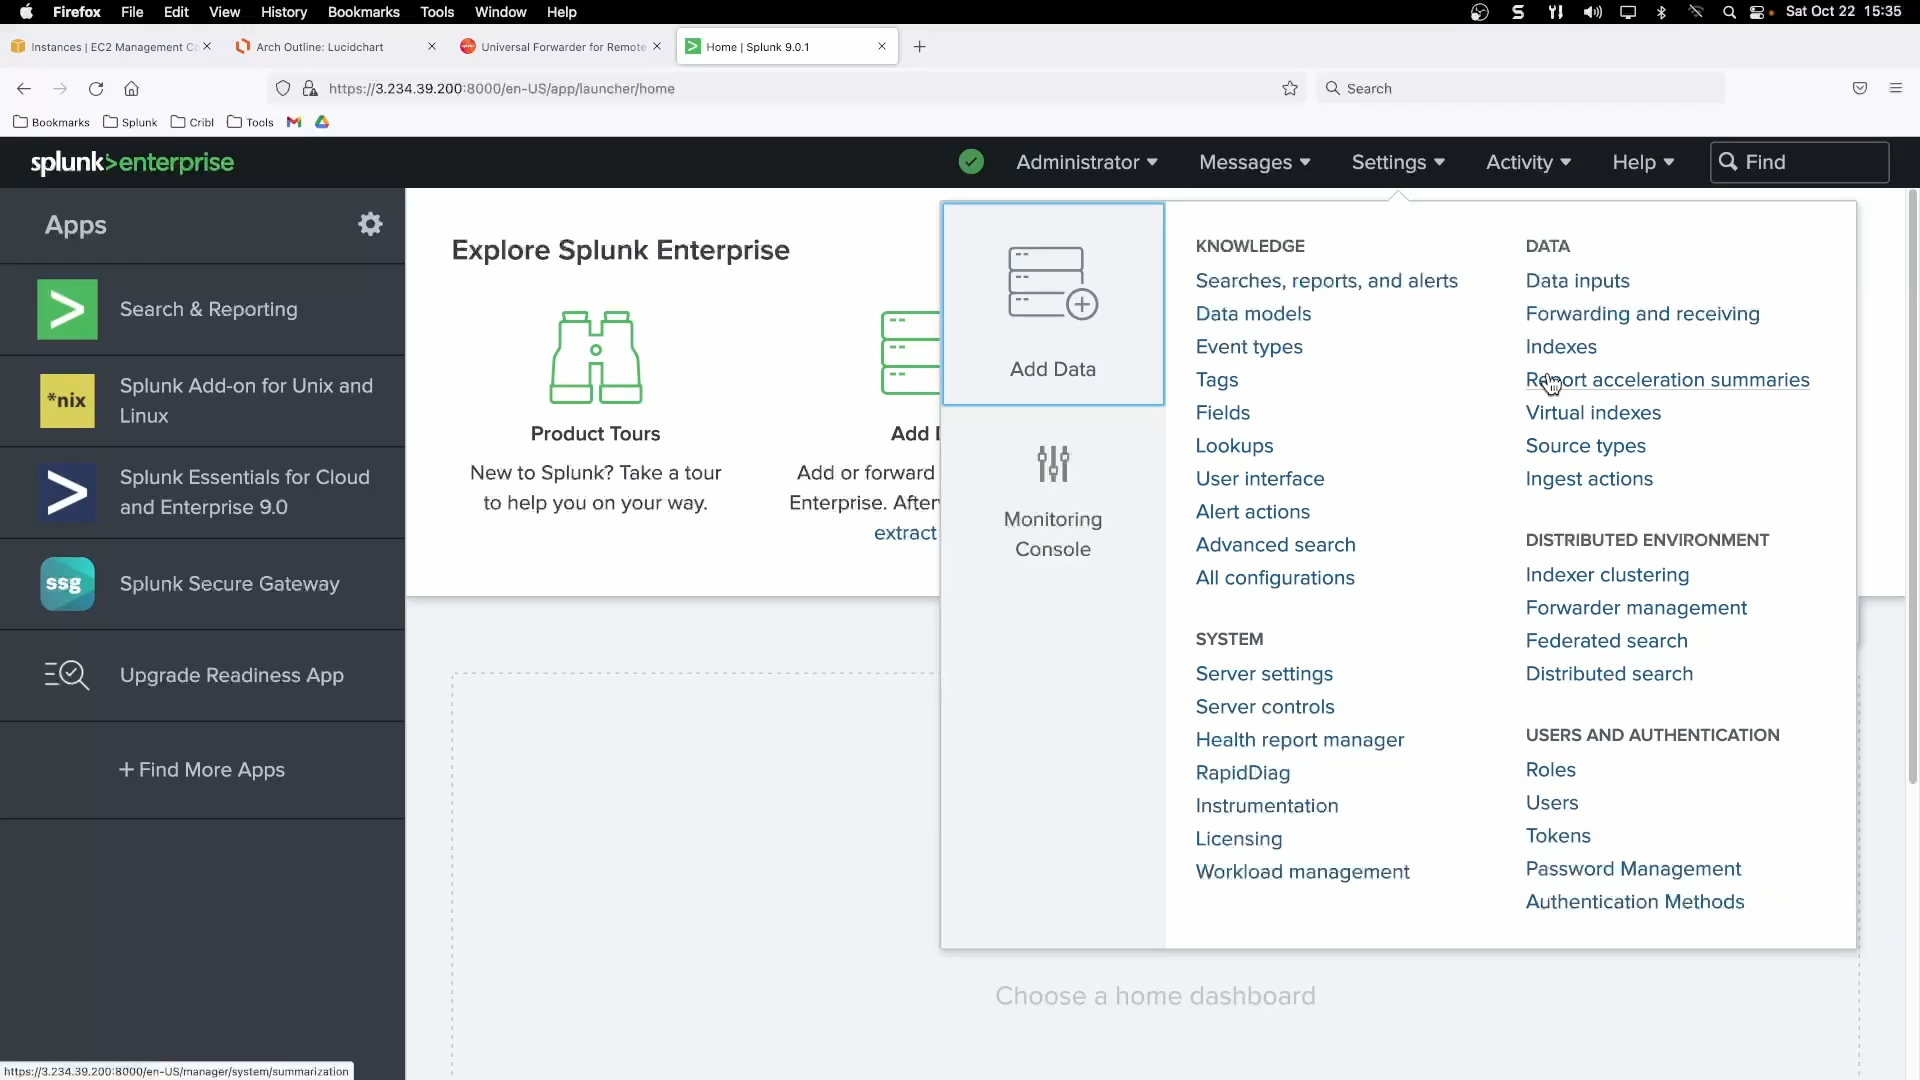 Firefox File Edit View History Bookmarks Tools Window Help
Sat Oct 22 15:35
Instances | EC2 Management Co
Arch Outline: Lucidchart
Universal Forwarder for Remote
Home | Splunk 9.0.1
https://3.234.39.200:8000/en-US/app/launcher/home
Search
Bookmarks Splunk Cribl Tools
splunk>enterprise
Administrator Messages Settings Activity Help Find
Apps
Search & Reporting
*nix
Splunk Add-on for Unix and
Linux
Splunk Essentials for Cloud
and Enterprise 9.0
ssg
Splunk Secure Gateway
Upgrade Readiness App
+ Find More Apps
Explore Splunk Enterprise
Product Tours
New to Splunk? Take a tour
to help you on your way.
Add D
Add or forward
Enterprise. After
extract
Add Data
Monitoring
Console
KNOWLEDGE
Searches, reports, and alerts
Data models
Event types
Tags
Fields
Lookups
User interface
Alert actions
Advanced search
All configurations
SYSTEM
Server settings
Server controls
Health report manager
RapidDiag
Instrumentation
Licensing
Workload management
DATA
Data inputs
Forwarding and receiving
Indexes
Report acceleration summaries
Virtual indexes
Source types
Ingest actions
DISTRIBUTED ENVIRONMENT
Indexer clustering
Forwarder management
Federated search
Distributed search
USERS AND AUTHENTICATION
Roles
Users
Tokens
Password Management
Authentication Methods
Choose a home dashboard
https://3.234.39.200:8000/en-US/manager/system/summarization